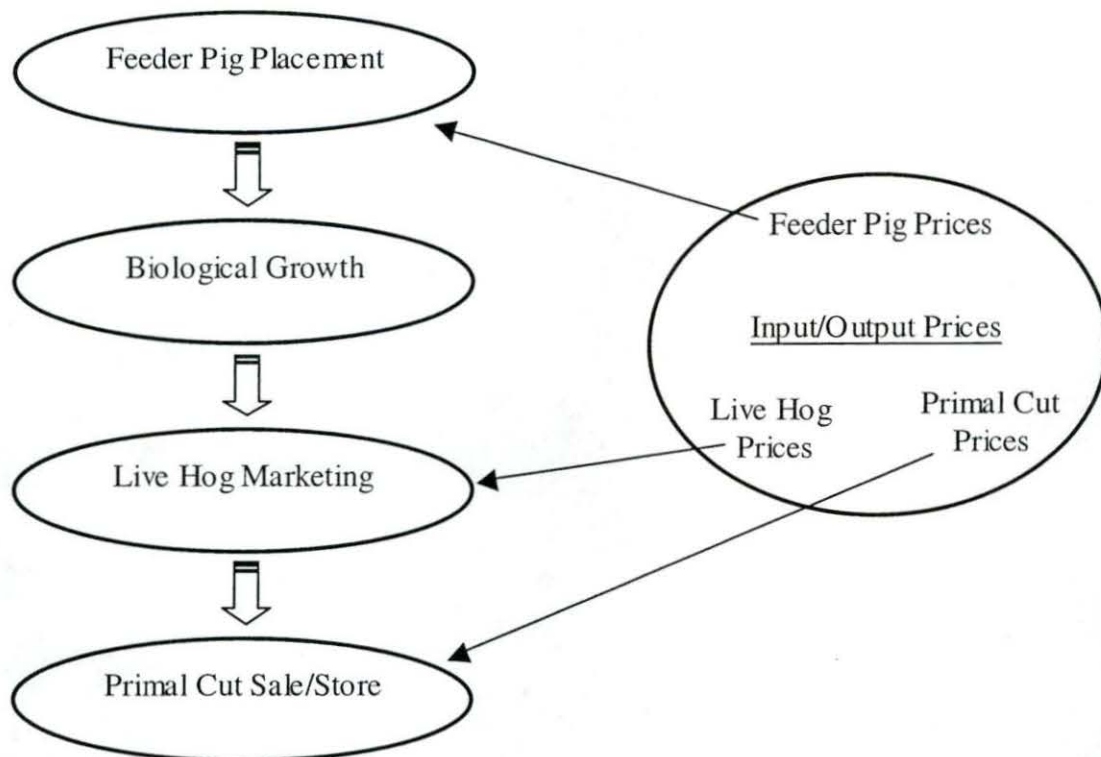 Feeder Pig Placement
Biological Growth
Live Hog Marketing
Primal Cut Sale/Store
Feeder Pig Prices
Input/Output Prices
Live Hog
Prices
Primal Cut
Prices